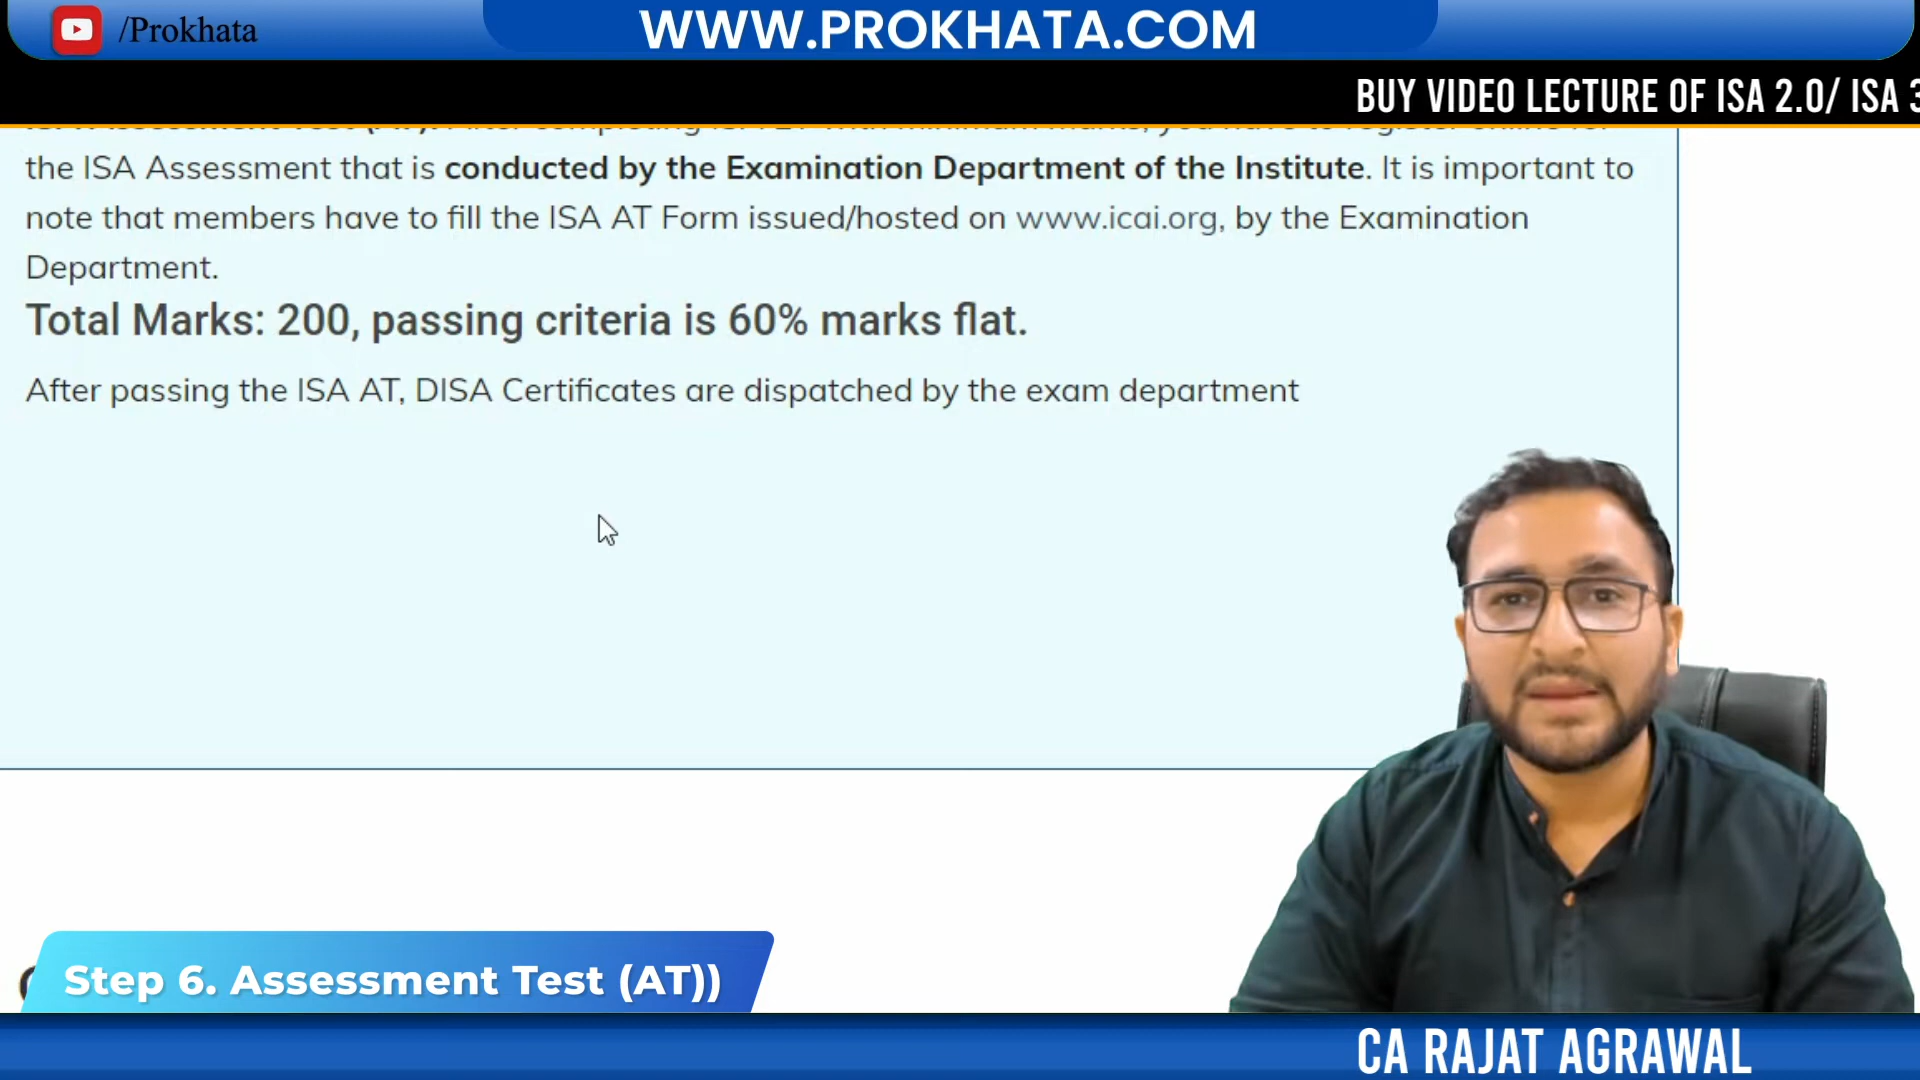 /Prokhata
WWW.PROKHATA.COM
BUY VIDEO LECTURE OF ISA 2.0/ ISA 3
the ISA Assessment that is conducted by the Examination Department of the Institute. It is important to
note that members have to fill the ISA AT Form issued/hosted on www.icai.org, by the Examination
Department.
Total Marks: 200, passing criteria is 60% marks flat.
After passing the ISA AT, DISA Certificates are dispatched by the exam department
Step 6. Assessment Test (AT))
CA RAJAT AGRAWAL